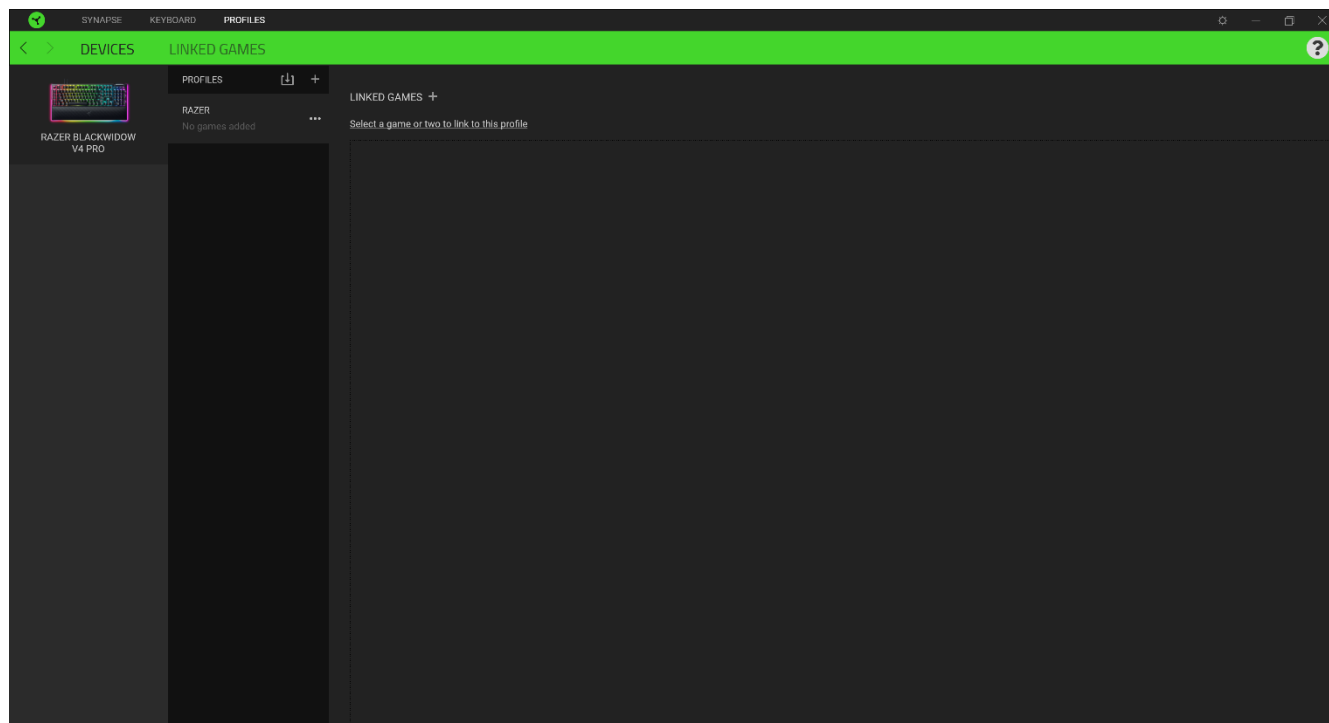 SYNAPSE KEYBOARD PROFILES
DEVICES LINKED GAMES
?
RAZER BLACKWIDOW
V4 PRO
PROFILES
RAZER
No games added
LINKED GAMES +
Select a game or two to link to this profile